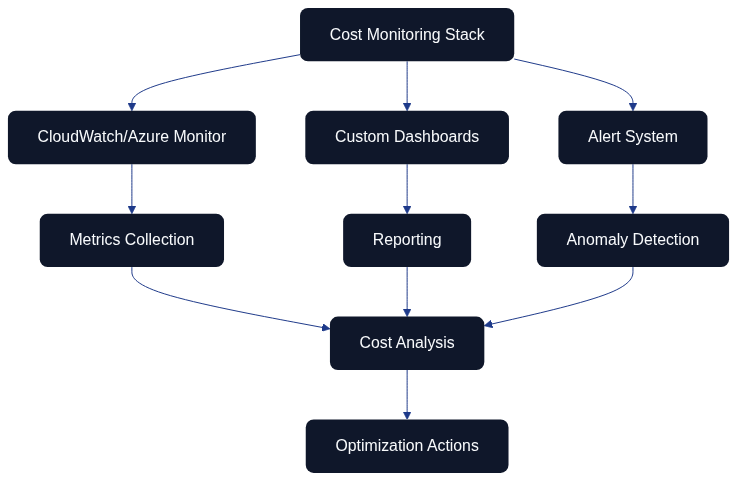 Cost Monitoring Stack
CloudWatch/Azure Monitor
Custom Dashboards
Alert System
Metrics Collection
Reporting
Anomaly Detection
Cost Analysis
Optimization Actions